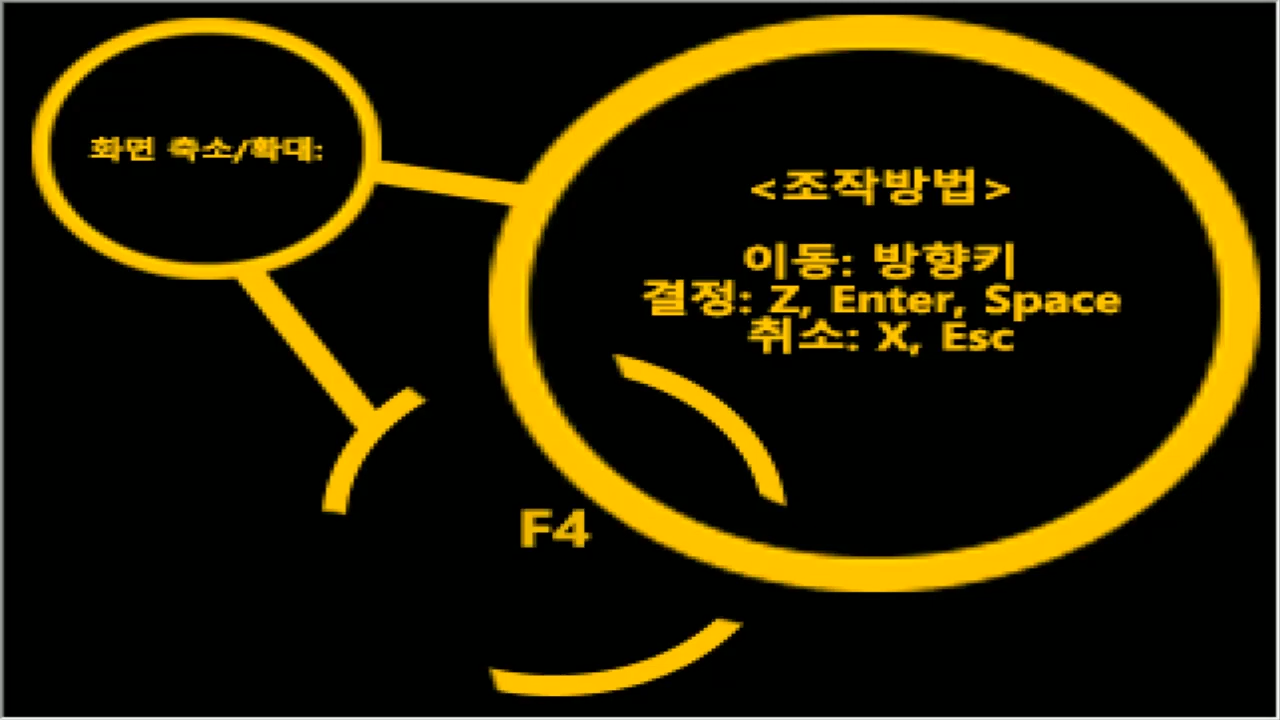 화면 축소/확대:
<조작방법>
이동: 방향키
결정: Z, Enter, Space
취소: X, Esc
F4